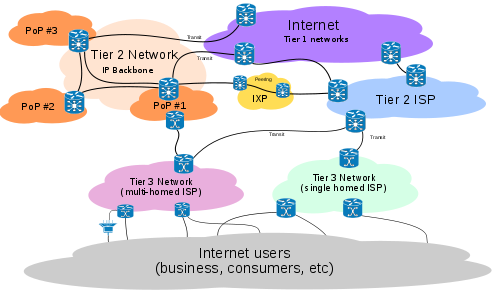 PoP #3
Internet
Tier 1 networks
Transit
Tier 2 Network
IP Backbone
Transit
Peering
IXP
Tier 2 ISP
PoP #2
PoP #1
Transit
Transit
Tier 3 Network
(multi-homed ISP)
Tier 3 Network
(single homed ISP)
Internet users
(business, consumers, etc)